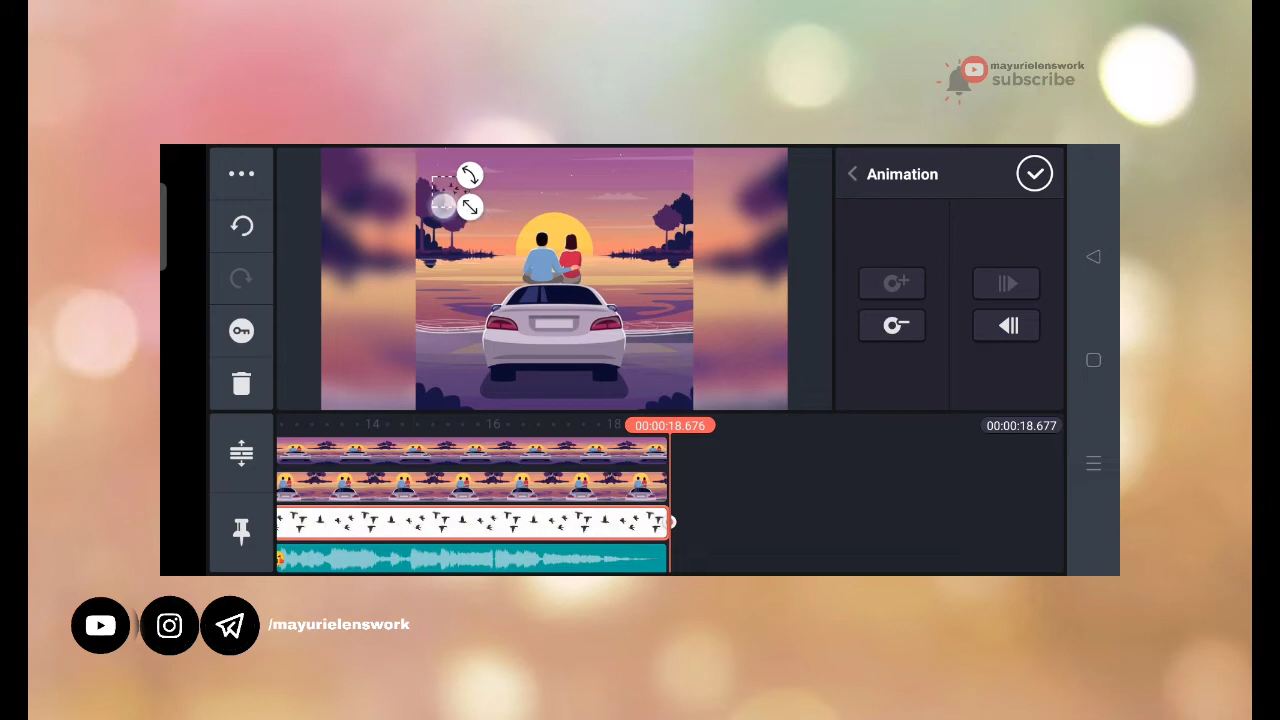 mayurielenswork
subscribe
Animation
14
16
18
00:00:18.676
00:00:18.677
/mayurielenswork